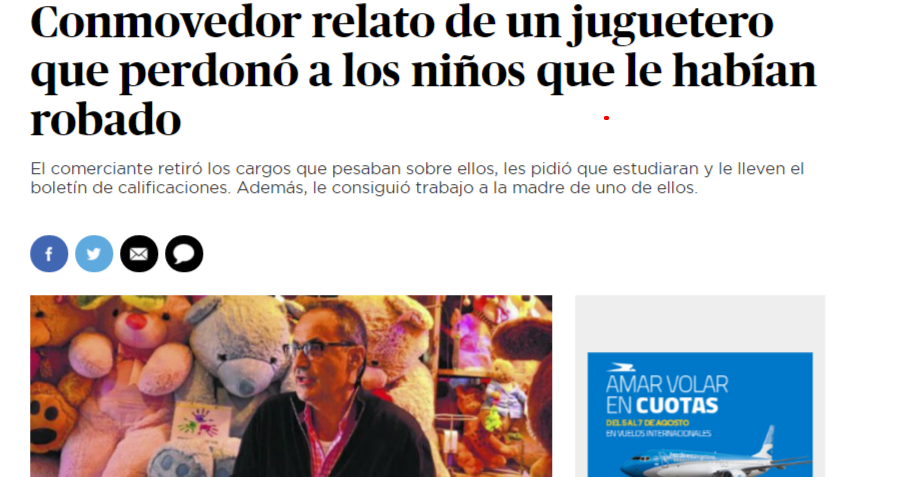 Conmovedor relato de un juguetero
que perdonó a los niños que le habían
robado
El comerciante retiró los cargos que pesaban sobre ellos, les pidió que estudiaran y le lleven el
boletín de calificaciones. Además, le consiguió trabajo a la madre de uno de ellos.
f
AMAR VOLAR
EN CUOTAS
DEL 5 AL 7 DE AGOSTO
EN VUELOS INTERNACIONALES